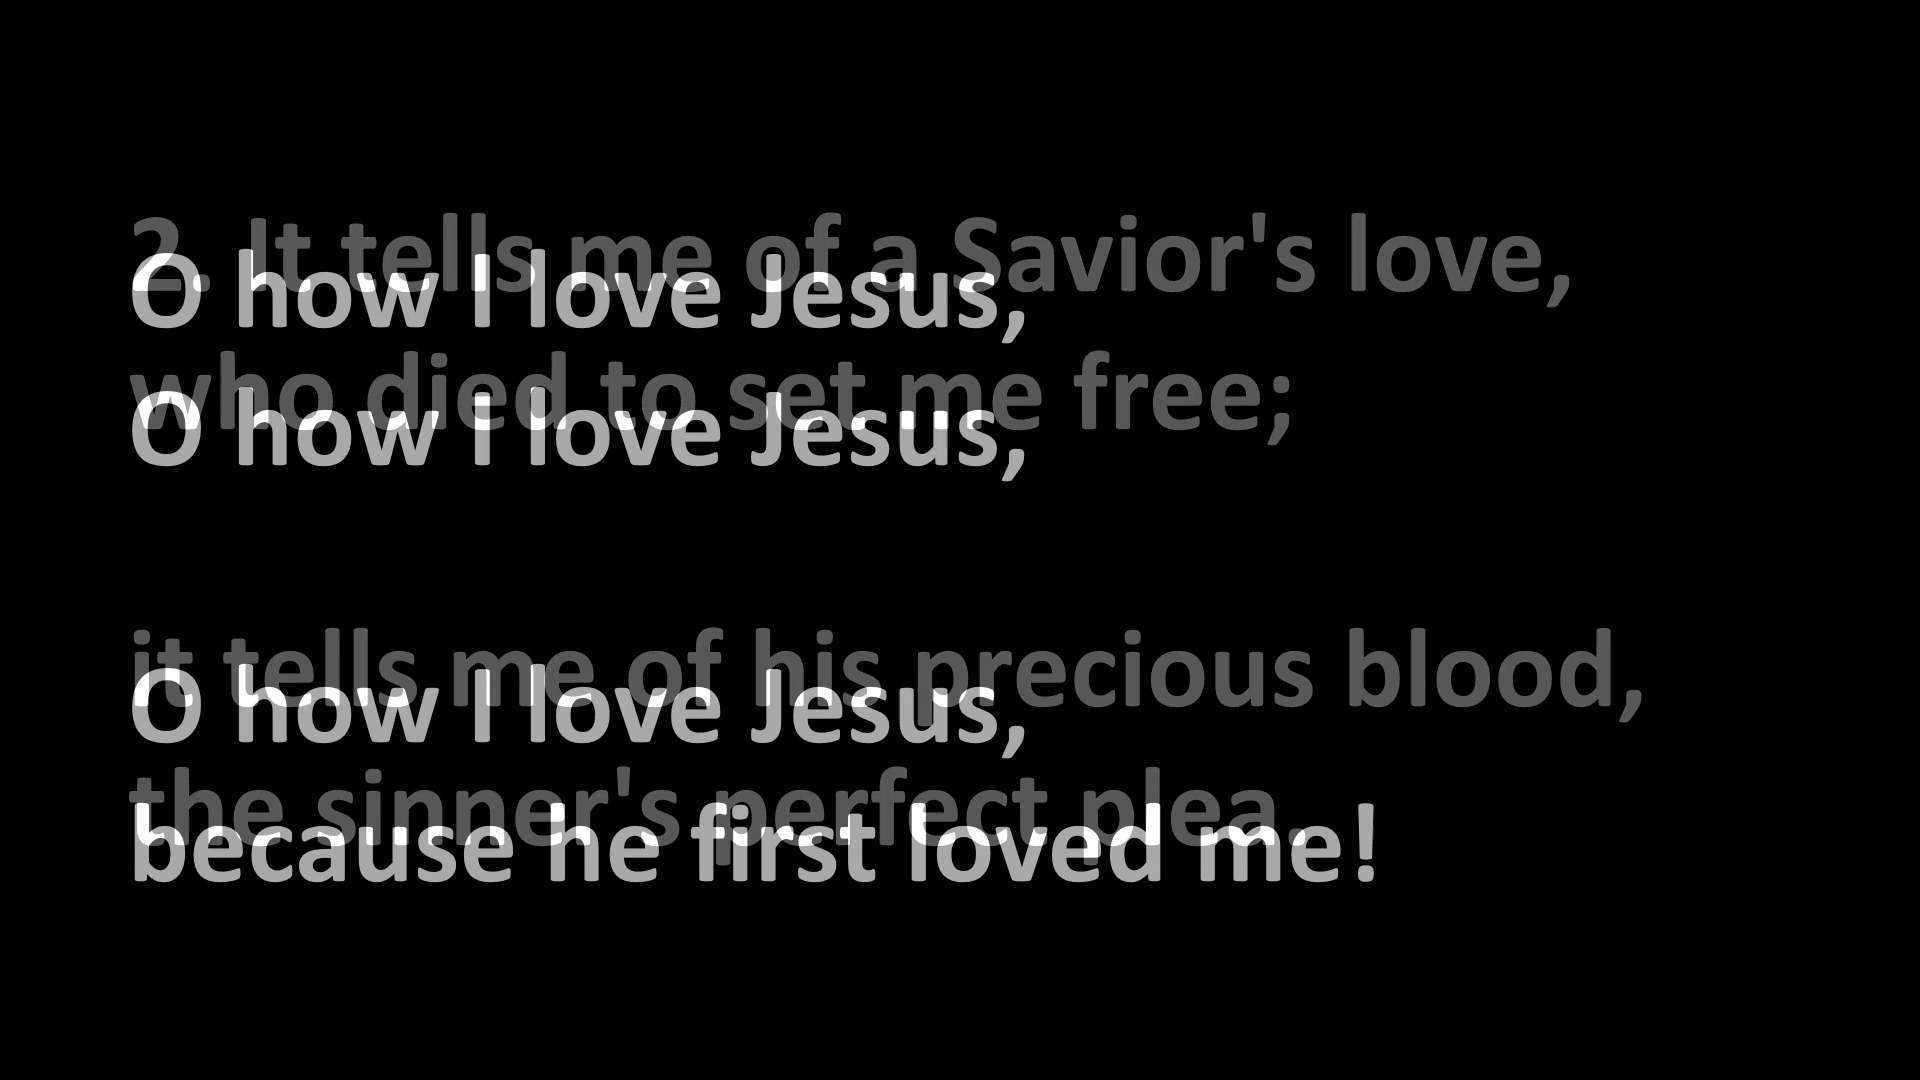 2. It tells me of a Savior's love,
O how I love Jesus,
who died to set me free;
O how I love Jesus,
it tells me of his precious blood,
O how I love Jesus,
the sinner's perfect plea.
because he first loved me!